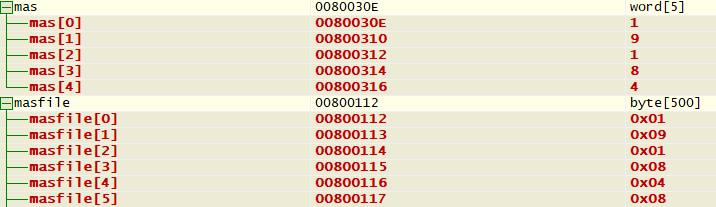 mas 0080030E word[5]
mas[0] 0080030E 1
mas[1] 00800310 9
mas[2] 00800312 1
mas[3] 00800314 8
mas[4] 00800316 4
masfile 00800112 byte[500]
masfile[0] 00800112 0x01
masfile[1] 00800113 0x09
masfile[2] 00800114 0x01
masfile[3] 00800115 0x08
masfile[4] 00800116 0x04
masfile[5] 00800117 0x08